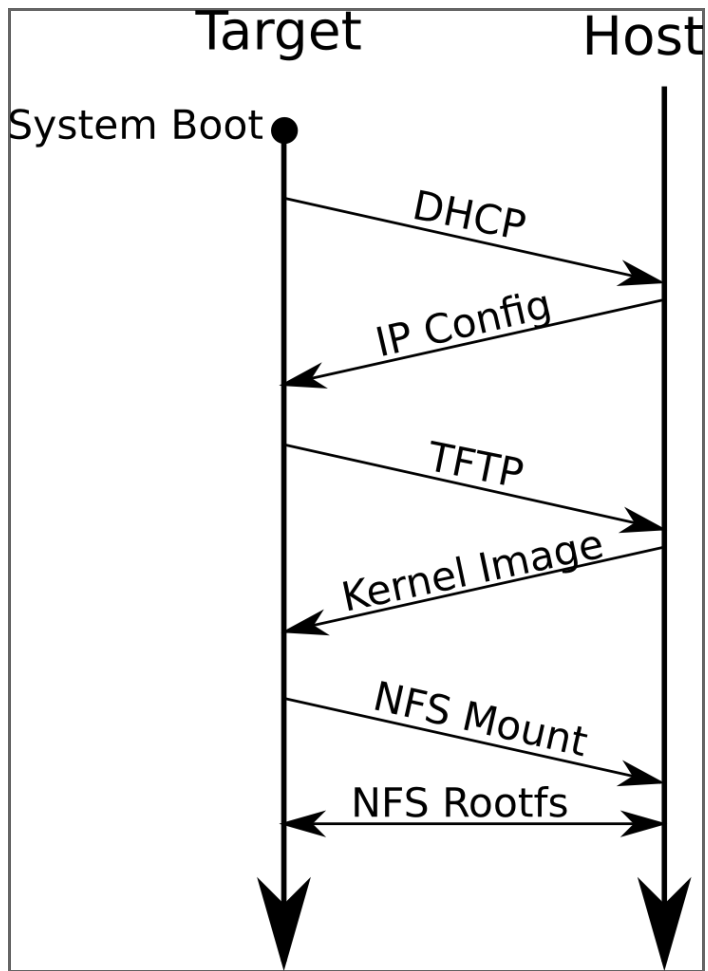 Target
Host
System Boot
DHCP
IP Config
TFTP
Kernel Image
NFS Mount
NFS Rootfs